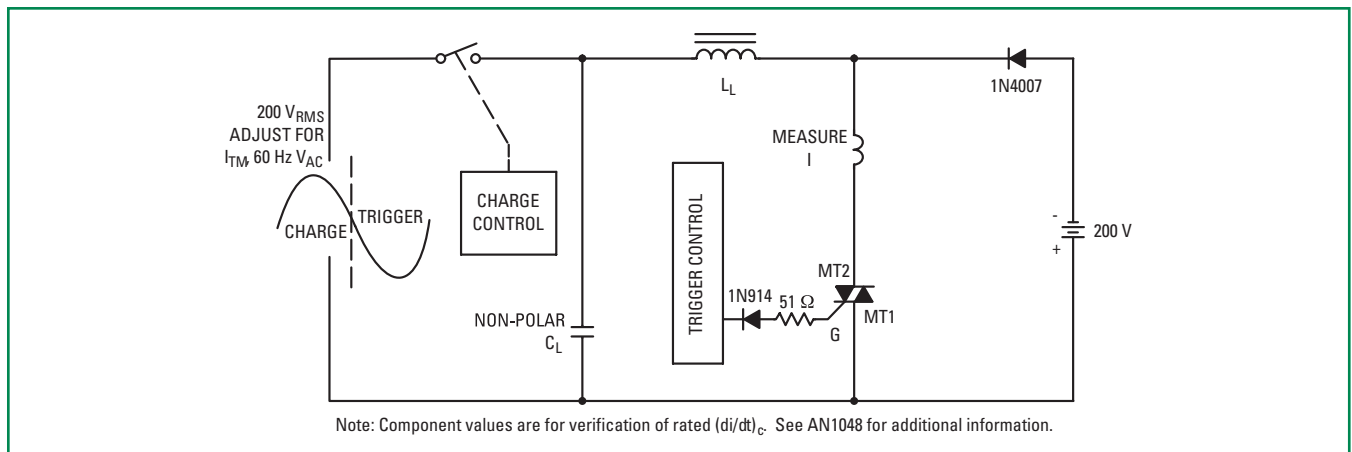 200 VRMS
ADJUST FOR
ITM, 60 Hz VAC
CHARGE
TRIGGER
CHARGE
CONTROL
NON-POLAR
CL
LL
TRIGGER CONTROL
MEASURE
I
1N914
51 Ω
G
MT2
MT1
1N4007
-
+
200 V
Note: Component values are for verification of rated (di/dt)c. See AN1048 for additional information.